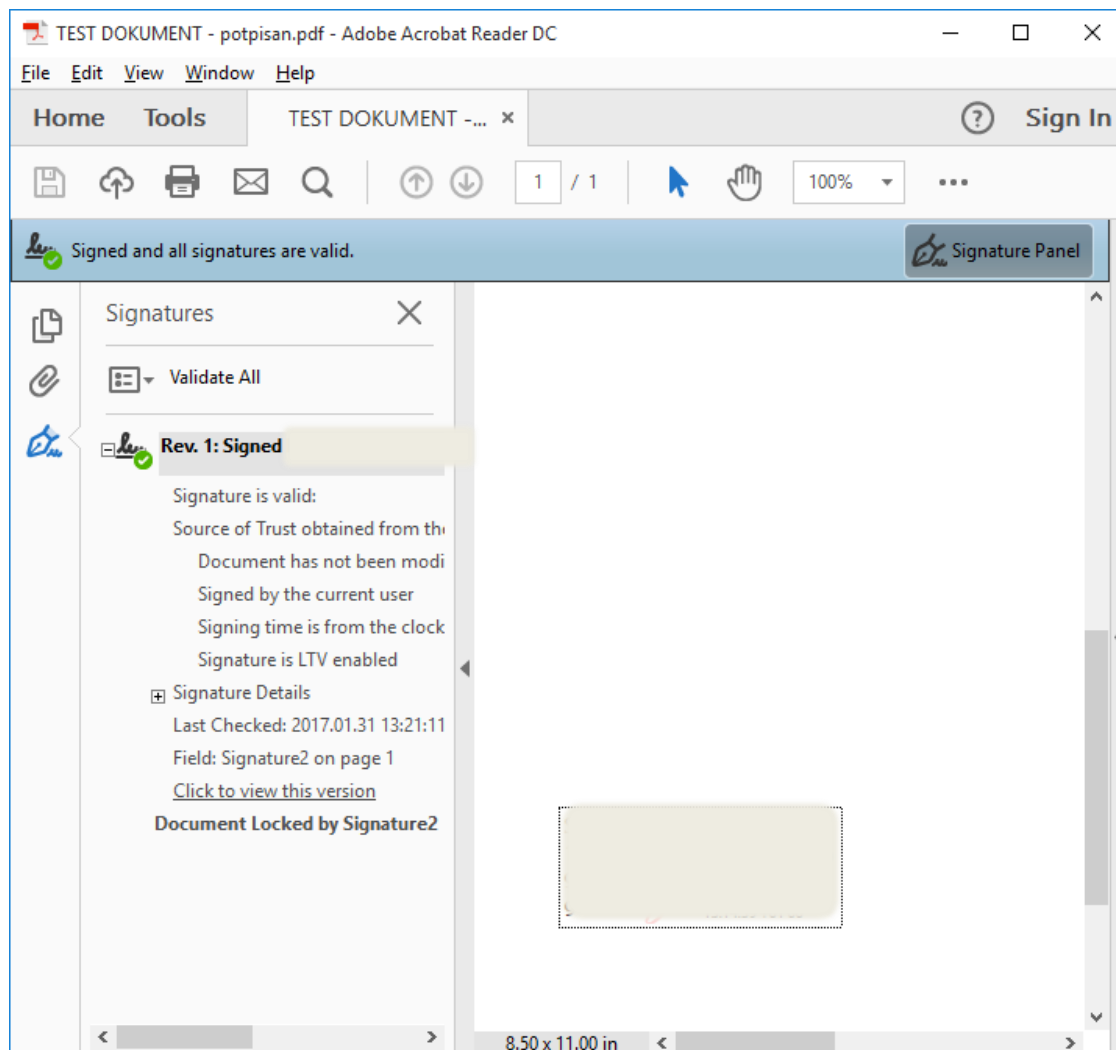 TEST DOKUMENT - potpisan.pdf - Adobe Acrobat Reader DC
File Edit View Window Help
Home Tools TEST DOKUMENT -... × ? Sign In
1 / 1 100%
Signed and all signatures are valid. Signature Panel
Signatures
Validate All
Rev. 1: Signed
Signature is valid:
Source of Trust obtained from the
Document has not been modi
Signed by the current user
Signing time is from the clock
Signature is LTV enabled
Signature Details
Last Checked: 2017.01.31 13:21:11
Field: Signature2 on page 1
Click to view this version
Document Locked by Signature2
8.50 x 11.00 in